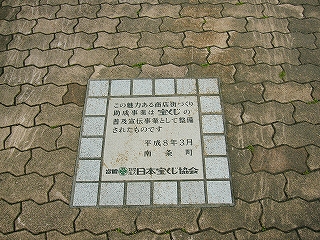 この魅力ある商店街づくり
助成事業は宝くじの
普及宣伝事業として整備
されたものです
平成8年3月
南条町
日本宝くじ協会